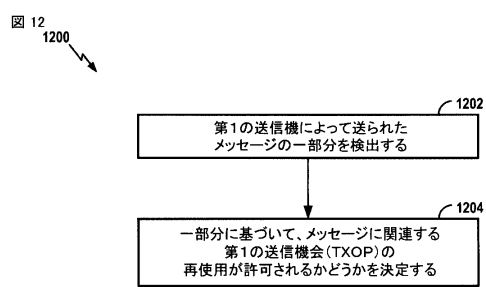 図 12
1200
1202
第1の送信機によって送られた
メッセージの一部分を検出する
1204
一部分に基づいて、メッセージに関連する
第1の送信機会(TXOP)の
再使用が許可されるかどうかを決定する